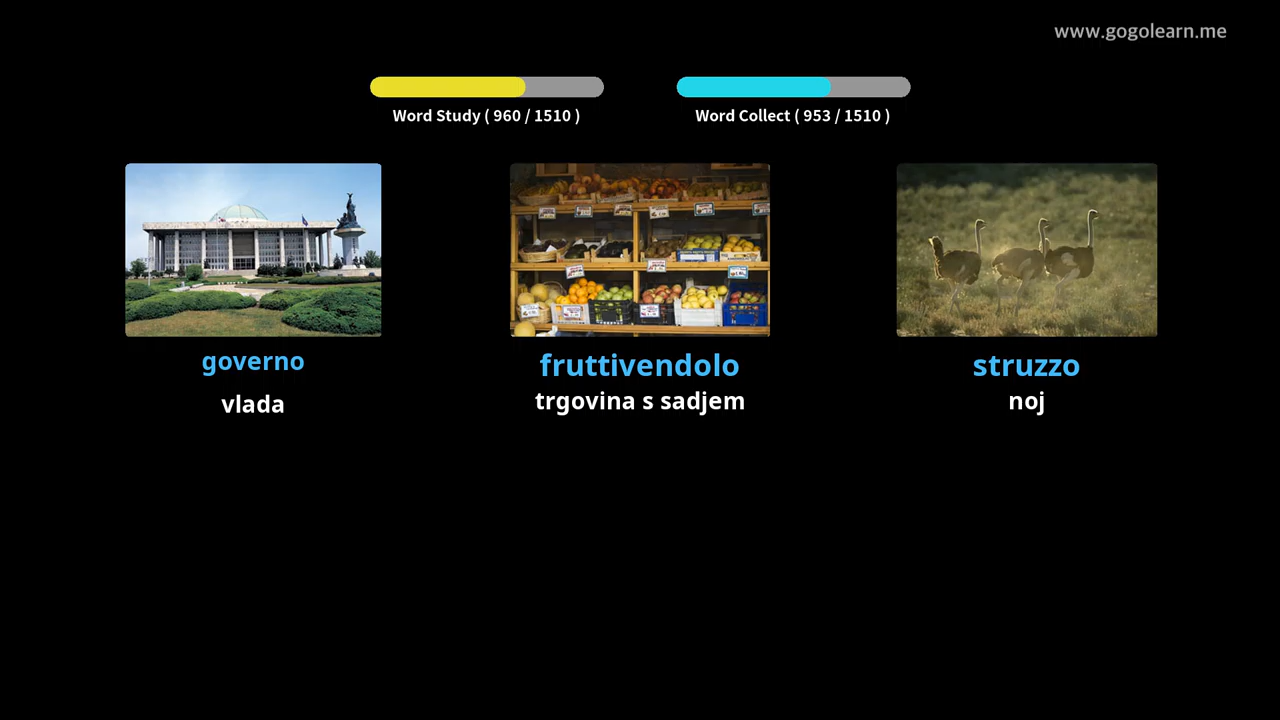 www.gogolearn.me
Word Study ( 960 / 1510 )
Word Collect ( 953 / 1510 )
governo
vlada
fruttivendolo
trgovina s sadjem
struzzo
noj